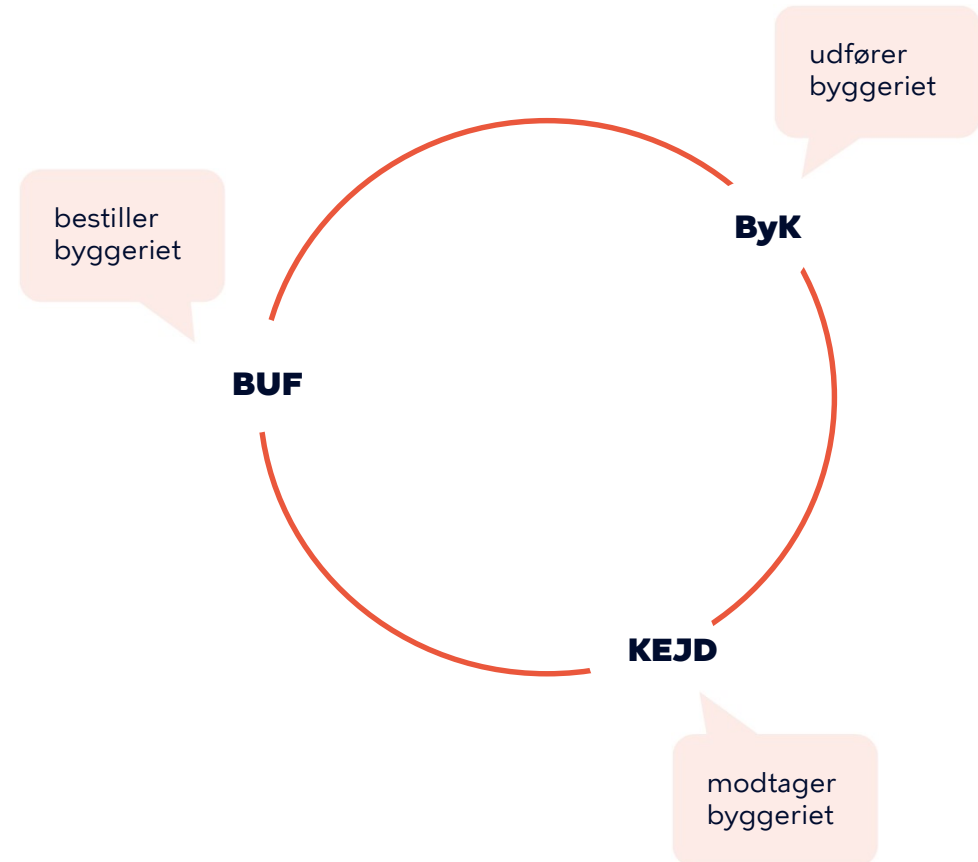 udfører
byggeriet
ByK
bestiller
byggeriet
BUF
KEJD
modtager
byggeriet